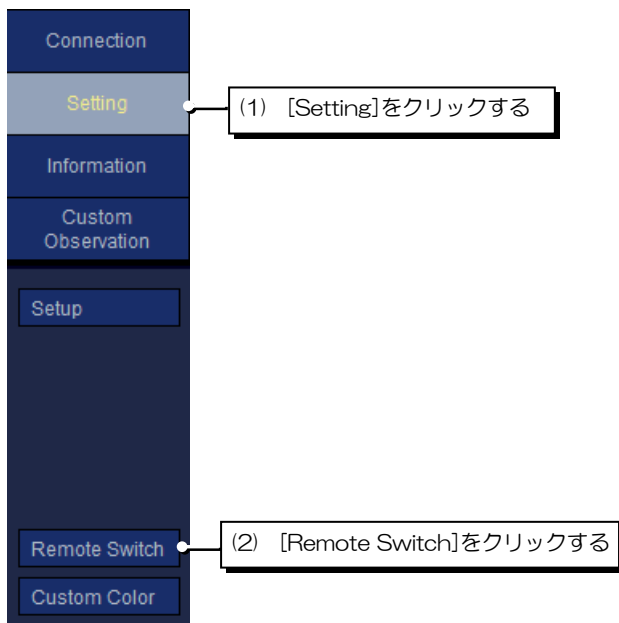 Connection
Setting
(1) [Setting]をクリックする
Information
Custom
Observation
Setup
Remote Switch
(2) [Remote Switch]をクリックする
Custom Color